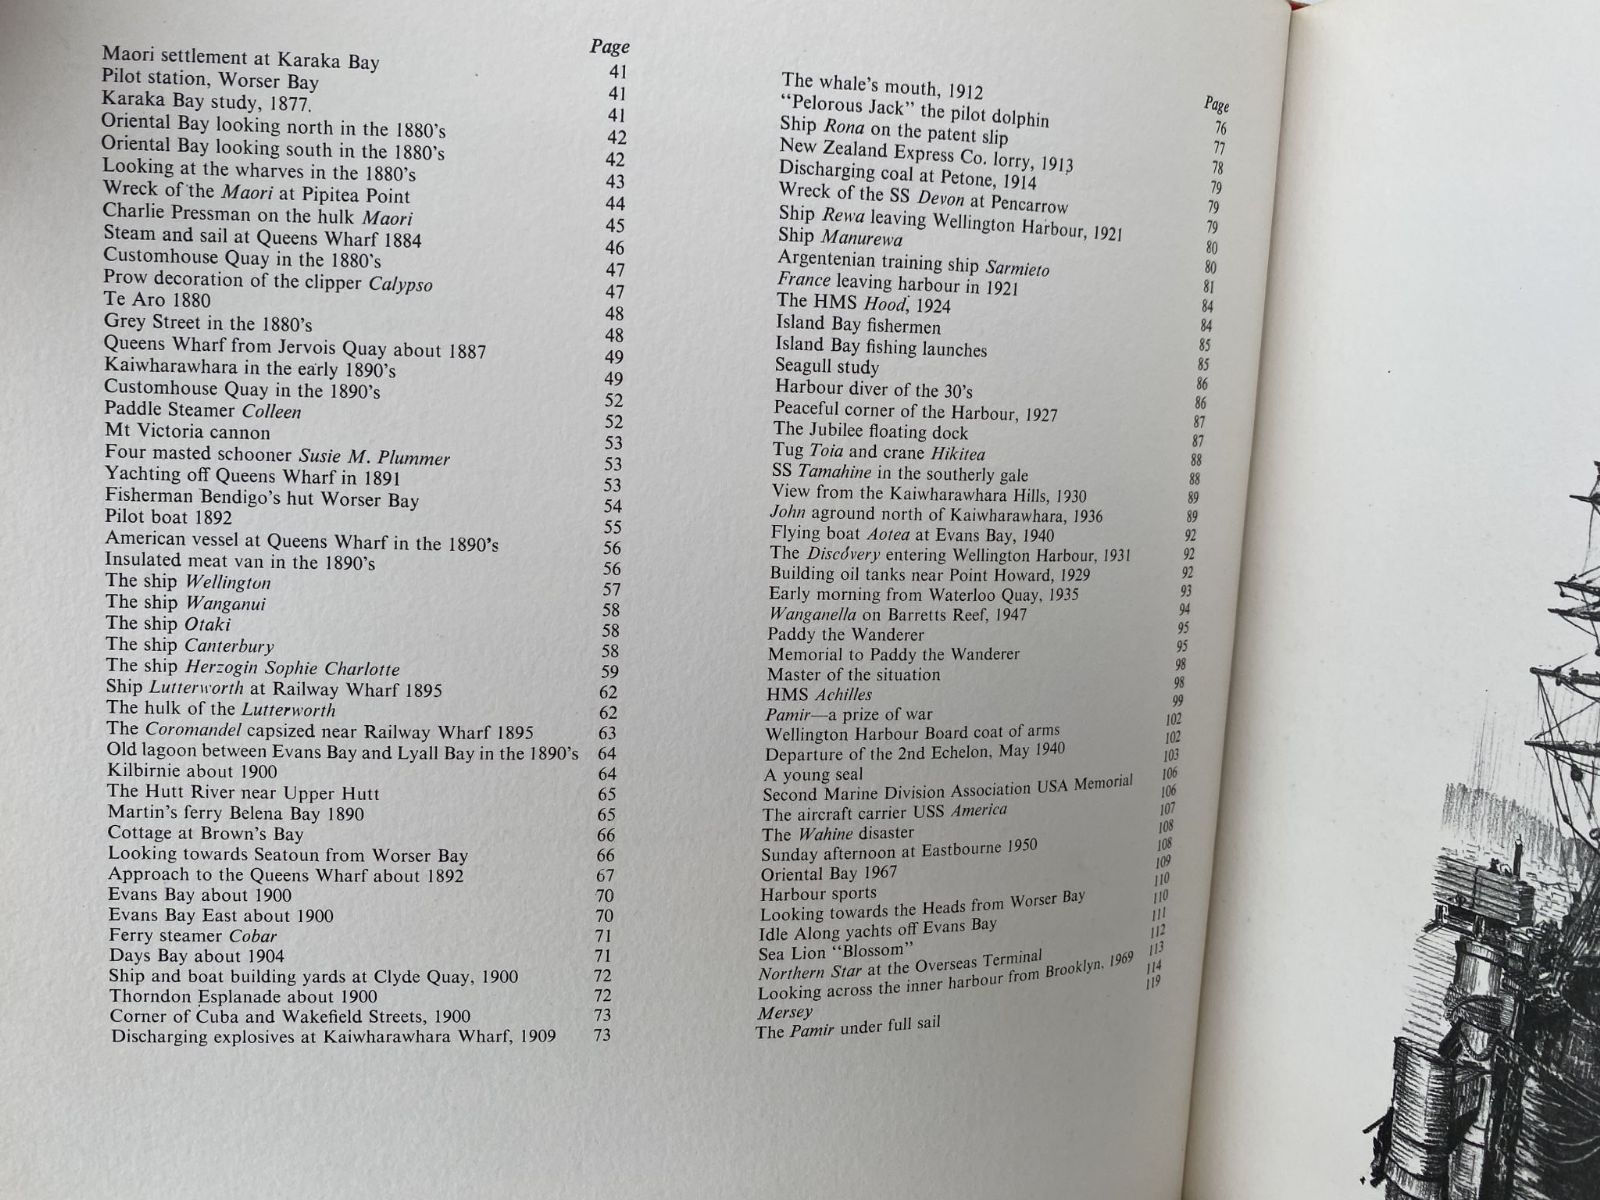 Page
Maori settlement at Karaka Bay 41
Pilot station, Worser Bay 41
Karaka Bay study, 1877. 41
Oriental Bay looking north in the 1880's 42
Oriental Bay looking south in the 1880's 42
Looking at the wharves in the 1880's 43
Wreck of the Maori at Pipitea Point 44
Charlie Pressman on the hulk Maori 45
Steam and sail at Queens Wharf 1884 46
Customhouse Quay in the 1880's 47
Prow decoration of the clipper Calypso 47
Te Aro 1880 48
Grey Street in the 1880's 48
Queens Wharf from Jervois Quay about 1887 49
Kaiwharawhara in the early 1890's 49
Customhouse Quay in the 1890's 52
Paddle Steamer Colleen 52
Mt Victoria cannon 53
Four masted schooner Susie M. Plummer 53
Yachting off Queens Wharf in 1891 53
Fisherman Bendigo's hut Worser Bay 54
Pilot boat 1892 55
American vessel at Queens Wharf in the 1890's 56
Insulated meat van in the 1890's 56
The ship Wellington 57
The ship Wanganui 58
The ship Otaki 58
The ship Canterbury 58
The ship Herzogin Sophie Charlotte 59
Ship Lutterworth at Railway Wharf 1895 62
The hulk of the Lutterworth 62
The Coromandel capsized near Railway Wharf 1895 63
Old lagoon between Evans Bay and Lyall Bay in the 1890's 64
Kilbirnie about 1900 64
The Hutt River near Upper Hutt 65
Martin's ferry Belena Bay 1890 65
Cottage at Brown's Bay 66
Looking towards Seatoun from Worser Bay 66
Approach to the Queens Wharf about 1892 67
Evans Bay about 1900 70
Evans Bay East about 1900 70
Ferry steamer Cobar 71
Days Bay about 1904 71
Ship and boat building yards at Clyde Quay, 1900 72
Thorndon Esplanade about 1900 72
Corner of Cuba and Wakefield Streets, 1900 73
Discharging explosives at Kaiwharawhara Wharf, 1909 73
Page
The whale's mouth, 1912 76
"Pelorous Jack" the pilot dolphin 77
Ship Rona on the patent slip 78
New Zealand Express Co. lorry, 1913 79
Discharging coal at Petone, 1914 79
Wreck of the SS Devon at Pencarrow 79
Ship Rewa leaving Wellington Harbour, 1921 80
Ship Manurewa 80
Argentenian training ship Sarmieto 81
France leaving harbour in 1921 84
The HMS Hood, 1924 84
Island Bay fishermen 85
Island Bay fishing launches 85
Seagull study 86
Harbour diver of the 30's 86
Peaceful corner of the Harbour, 1927 87
The Jubilee floating dock 87
Tug Toia and crane Hikitea 88
SS Tamahine in the southerly gale 88
View from the Kaiwharawhara Hills, 1930 89
John aground north of Kaiwharawhara, 1936 89
Flying boat Aotea at Evans Bay, 1940 92
The Discovery entering Wellington Harbour, 1931 92
Building oil tanks near Point Howard, 1929 92
Early morning from Waterloo Quay, 1935 93
Wanganella on Barretts Reef, 1947 94
Paddy the Wanderer 95
Memorial to Paddy the Wanderer 95
Master of the situation 98
HMS Achilles 98
Pamir—a prize of war 99
Wellington Harbour Board coat of arms 102
Departure of the 2nd Echelon, May 1940 102
A young seal 103
Second Marine Division Association USA Memorial 106
The aircraft carrier USS America 106
The Wahine disaster 107
Sunday afternoon at Eastbourne 1950 108
Oriental Bay 1967 108
Harbour sports 109
Looking towards the Heads from Worser Bay 110
Idle Along yachts off Evans Bay 110
Sea Lion "Blossom" 111
Northern Star at the Overseas Terminal 112
Looking across the inner harbour from Brooklyn, 1969 113
Mersey 114
The Pamir under full sail 119